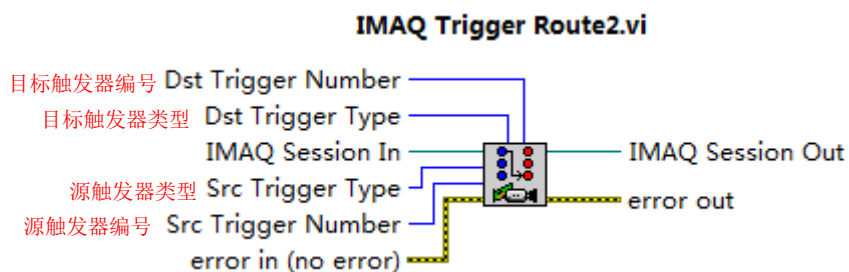 IMAQ Trigger Route2.vi
目标触发器编号 Dst Trigger Number
目标触发器类型 Dst Trigger Type
IMAQ Session In IMAQ Session Out
源触发器类型 Src Trigger Type
error out
源触发器编号 Src Trigger Number
error in (no error)